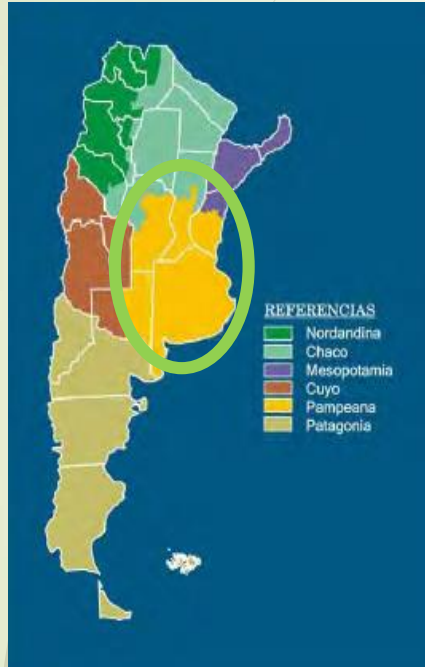 REFERENCIAS
Nordandina
Chaco
Mesopotamia
Cuyo
Pampeana
Patagonia